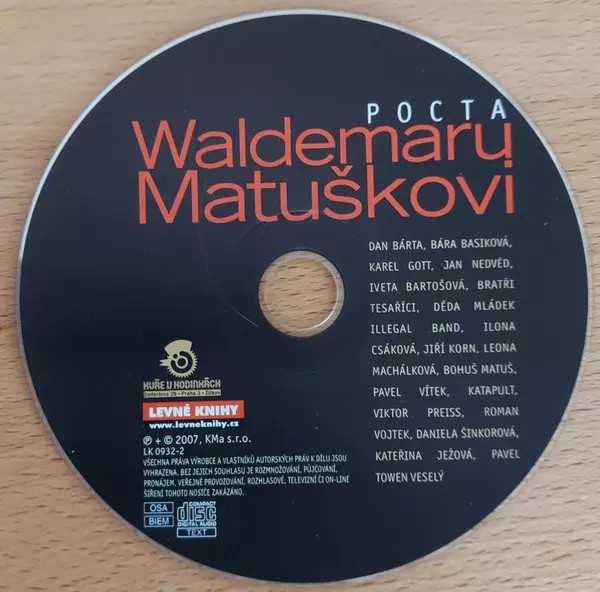 POCTA
Waldemaru
Matuškovi
DAN BÁRTA, BÁRA BASIKOVÁ,
KAREL GOTT, JAN NEDVĚD,
IVETA BARTOŠOVÁ, BRATŘI
TESAŘÍCI, DĚDA MLÁDEK
ILLEGAL BAND, ILONA
CSÁKOVÁ, JIŘÍ KORN, LEONA
MACHÁLKOVÁ, BOHUŠ MATUŠ,
PAVEL VÍTEK, KATAPULT,
VIKTOR PREISS, ROMAN
VOJTEK, DANIELA ŠINKOROVÁ,
KATEŘINA JEŽOVÁ, PAVEL
TOWEN VESELÝ
KUŘE V HODINKÁCH
Praha 3 • Žižkov
LEVNÉ KNIHY
www.levneknihy.cz
℗ + © 2007, KMa s.r.o.
LK 0932-2
VŠECHNA PRÁVA VÝROBCE A VLASTNÍKŮ AUTORSKÝCH PRÁV K DÍLU JSOU
VYHRAZENA. BEZ JEJICH SOUHLASU JE ROZMNOŽOVÁNÍ, PŮJČOVÁNÍ,
PRONÁJEM, VEŘEJNÉ PROVOZOVÁNÍ, ROZHLASOVÉ, TELEVIZNÍ ČI ON-LINE
ŠÍŘENÍ TOHOTO NOSIČE ZAKÁZÁNO.
OSA
BIEM
COMPACT
disc
DIGITAL AUDIO
TEXT